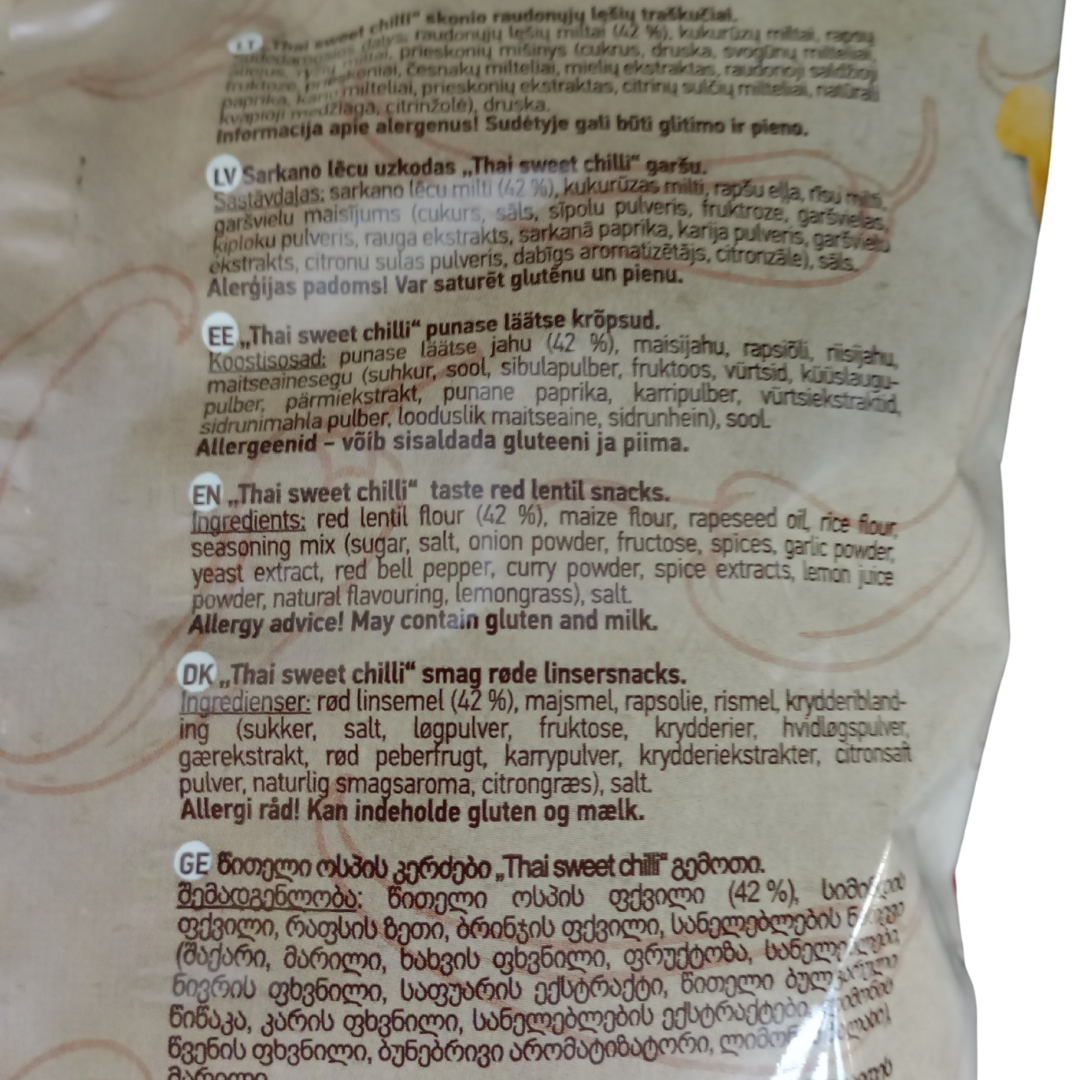 LT „Thai sweet chilli“ skonio raudonųjų lęšių traškučiai.
dalys: raudonųjų lęšių miltai (42 %), kukurūzų miltai, rapsų
miltai, prieskonių mišinys (cukrus, druska, svogūnų milteliai,
fruktozė, prieskoniai, česnakų milteliai, mielių ekstraktas, raudonoji saldžioji
paprika, kario milteliai, prieskonių ekstraktas, citrinų sulčių milteliai, natūrali
kvapioji medžiaga, citrinžolė), druska.
Informacija apie alergenus! Sudėtyje gali būti glitimo ir pieno.
LV Sarkano lēcu uzkodas „Thai sweet chilli“ garšu.
Sastāvdaļas: sarkano lēcu milti (42 %), kukurūzas milti, rapšu eļļa, rīsu milti,
garšvielu maisījums (cukurs, sāls, sīpolu pulveris, fruktoze, garšvielas,
ķiploku pulveris, rauga ekstrakts, sarkanā paprika, karija pulveris, garšvielu
ekstrakts, citronu sulas pulveris, dabīgs aromatizētājs, citronzāle), sāls.
Alerģijas padoms! Var saturēt glutēnu un pienu.
EE „Thai sweet chilli“ punase läätse krõpsud.
Koostisosad: punase läätse jahu (42 %), maisijahu, rapsiõli, riisijahu,
maitseainesegu (suhkur, sool, sibulapulber, fruktoos, vürtsid, küüslaugu-
pulber, pärmiekstrakt, punane paprika, karripulber, vürtsiekstraktid,
sidrunimahla pulber, looduslik maitseaine, sidrunhein), sool.
Allergeenid – võib sisaldada gluteeni ja piima.
EN „Thai sweet chilli“ taste red lentil snacks.
Ingredients: red lentil flour (42 %), maize flour, rapeseed oil, rice flour,
seasoning mix (sugar, salt, onion powder, fructose, spices, garlic powder,
yeast extract, red bell pepper, curry powder, spice extracts, lemon juice
powder, natural flavouring, lemongrass), salt.
Allergy advice! May contain gluten and milk.
DK „Thai sweet chilli“ smag røde linsersnacks.
Ingredienser: rød linsemel (42 %), majsmel, rapsolie, rismel, krydderibland-
ing (sukker, salt, løgpulver, fruktose, krydderier, hvidløgspulver,
gærekstrakt, rød peberfrugt, karrypulver, krydderiekstrakter, citronsaft
pulver, naturlig smagsaroma, citrongræs), salt.
Allergi råd! Kan indeholde gluten og mælk.
GE წითელი ოსპის კერძები „Thai sweet chilli“ გემოთი.
შემადგენლობა: წითელი ოსპის ფქვილი (42 %),
ფქვილი, რაფსის ზეთი, ბრინჯის ფქვილი, სანელებლების
(შაქარი, მარილი, ხახვის ფხვნილი, ფრუქტოზა,
ნივრის ფხვნილი, საფუარის ექსტრაქტი, წითელი
წიწაკა, კარის ფხვნილი, სანელებლების ექსტრაქტები,
წვენის ფხვნილი, ბუნებრივი არომატიზატორი,
მარილი